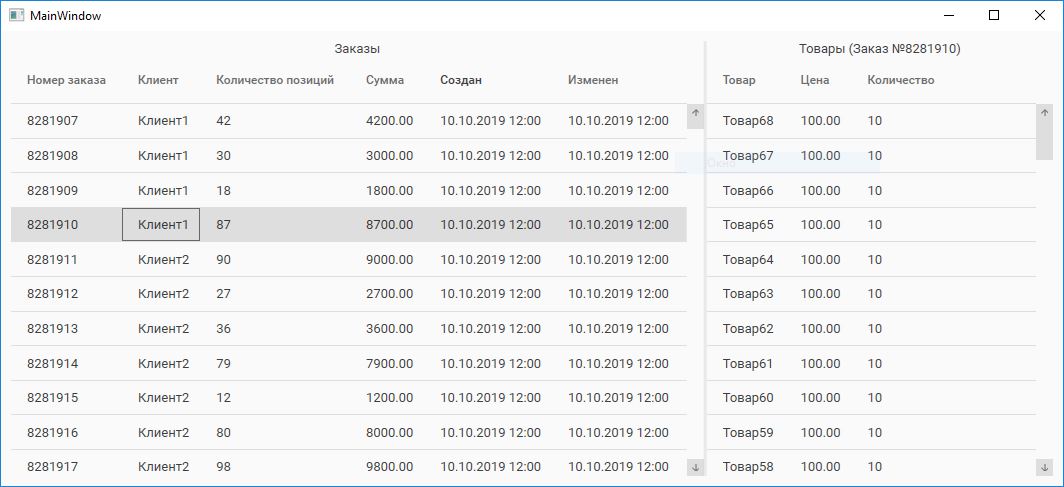 MainWindow
Заказы
Номер заказа Клиент Количество позиций Сумма Создан Изменен
8281907 Клиент1 42 4200.00 10.10.2019 12:00 10.10.2019 12:00
8281908 Клиент1 30 3000.00 10.10.2019 12:00 10.10.2019 12:00
8281909 Клиент1 18 1800.00 10.10.2019 12:00 10.10.2019 12:00
8281910 Клиент1 87 8700.00 10.10.2019 12:00 10.10.2019 12:00
8281911 Клиент2 90 9000.00 10.10.2019 12:00 10.10.2019 12:00
8281912 Клиент2 27 2700.00 10.10.2019 12:00 10.10.2019 12:00
8281913 Клиент2 36 3600.00 10.10.2019 12:00 10.10.2019 12:00
8281914 Клиент2 79 7900.00 10.10.2019 12:00 10.10.2019 12:00
8281915 Клиент2 12 1200.00 10.10.2019 12:00 10.10.2019 12:00
8281916 Клиент2 80 8000.00 10.10.2019 12:00 10.10.2019 12:00
8281917 Клиент2 98 9800.00 10.10.2019 12:00 10.10.2019 12:00
Товары (Заказ №8281910)
Товар Цена Количество
Товар68 100.00 10
Товар67 100.00 10
Окно
Товар66 100.00 10
Товар65 100.00 10
Товар64 100.00 10
Товар63 100.00 10
Товар62 100.00 10
Товар61 100.00 10
Товар60 100.00 10
Товар59 100.00 10
Товар58 100.00 10